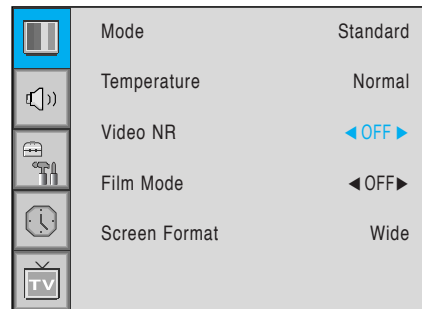 Mode Standard
Temperature Normal
Video NR ◀ OFF ▶
Film Mode ◀ OFF▶
Screen Format Wide
TV